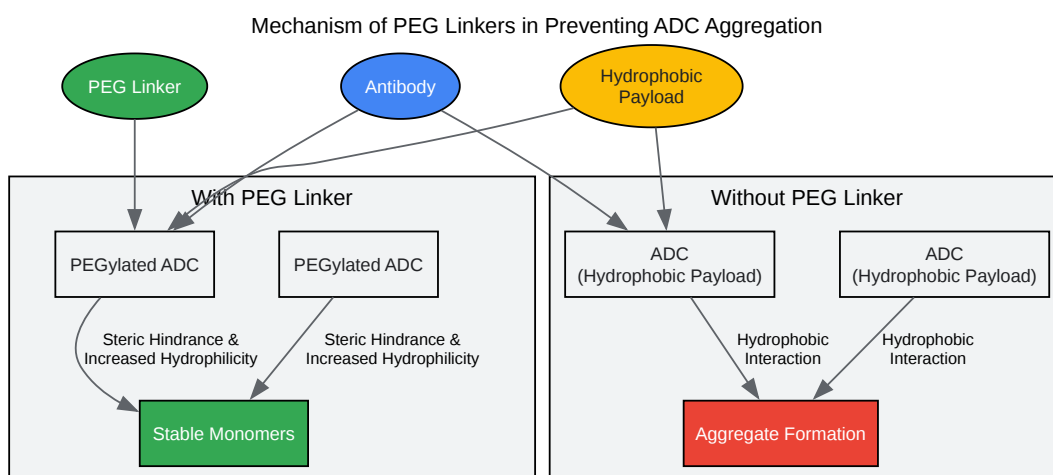 Mechanism of PEG Linkers in Preventing ADC Aggregation
PEG Linker
Antibody
Hydrophobic
Payload
With PEG Linker
Without PEG Linker
PEGylated ADC
PEGylated ADC
ADC
(Hydrophobic Payload)
ADC
(Hydrophobic Payload)
Steric Hindrance &
Increased Hydrophilicity
Steric Hindrance &
Increased Hydrophilicity
Hydrophobic
Interaction
Hydrophobic
Interaction
Stable Monomers
Aggregate Formation